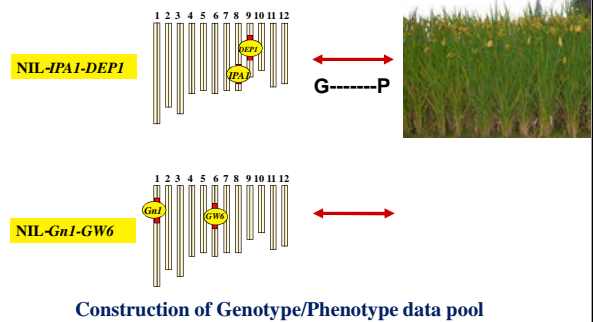 1 2 3 4 5 6 7 8 9 10 11 12
DEP1
NIL-IPA1-DEP1
IPA1
G-------P
1 2 3 4 5 6 7 8 9 10 11 12
Gn1
GW6
NIL-Gn1-GW6
Construction of Genotype/Phenotype data pool